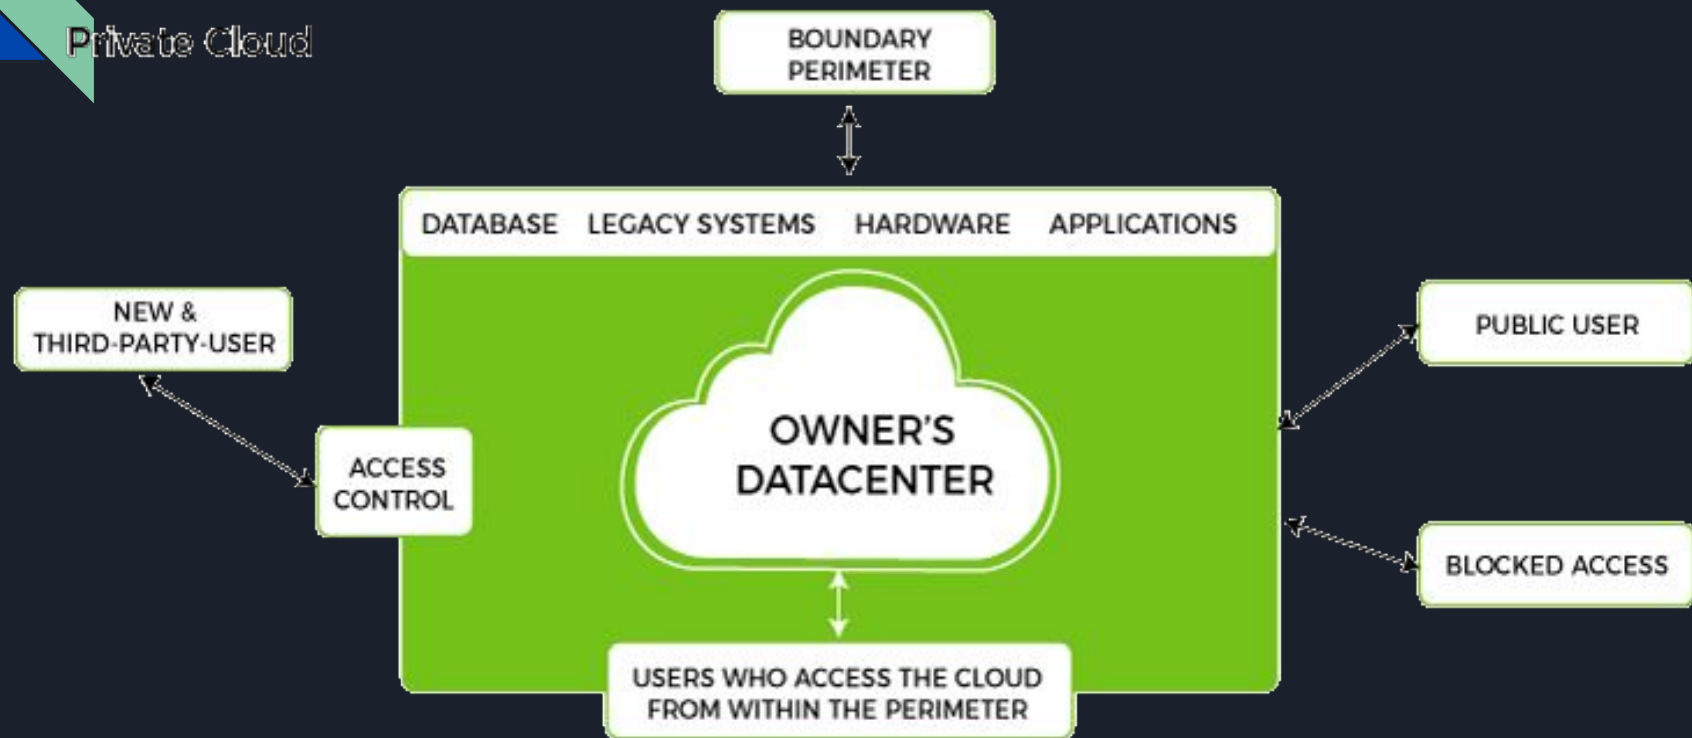 Private Cloud
BOUNDARY
PERIMETER
DATABASE LEGACY SYSTEMS HARDWARE APPLICATIONS
NEW &
THIRD-PARTY-USER
PUBLIC USER
OWNER'S
DATACENTER
ACCESS
CONTROL
BLOCKED ACCESS
USERS WHO ACCESS THE CLOUD
FROM WITHIN THE PERIMETER